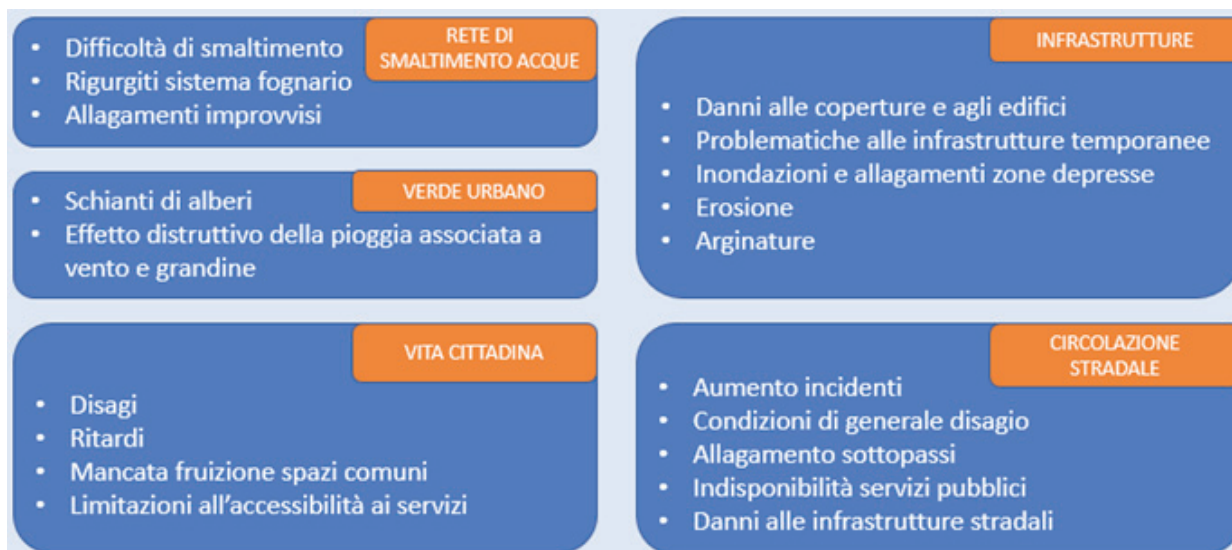 RETE DI
SMALTIMENTO ACQUE
• Difficoltà di smaltimento
• Rigurgiti sistema fognario
• Allagamenti improvvisi
VERDE URBANO
• Schianti di alberi
• Effetto distruttivo della pioggia associata a
vento e grandine
VITA CITTADINA
• Disagi
• Ritardi
• Mancata fruizione spazi comuni
• Limitazioni all'accessibilità ai servizi
INFRASTRUTTURE
• Danni alle coperture e agli edifici
• Problematiche alle infrastrutture temporanee
• Inondazioni e allagamenti zone depresse
• Erosione
• Arginature
CIRCOLAZIONE
STRADALE
• Aumento incidenti
• Condizioni di generale disagio
• Allagamento sottopassi
• Indisponibilità servizi pubblici
• Danni alle infrastrutture stradali